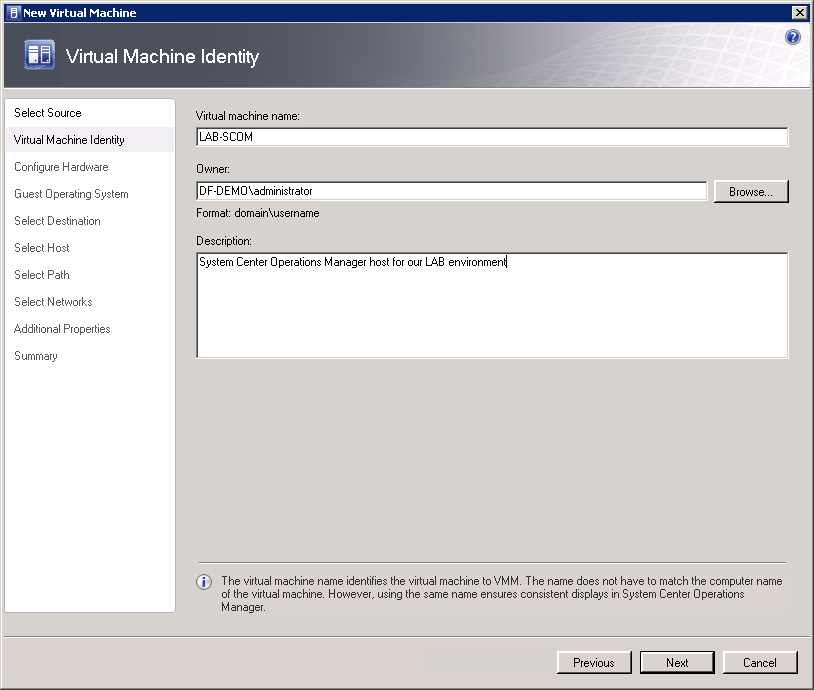 New Virtual Machine
Virtual Machine Identity
Select Source
Virtual Machine Identity
Configure Hardware
Guest Operating System
Select Destination
Select Host
Select Path
Select Networks
Additional Properties
Summary
Virtual machine name:
LAB-SCOM
Owner:
DF-DEMO\administrator
Browse...
Format: domain\username
Description:
System Center Operations Manager host for our LAB environment
The virtual machine name identifies the virtual machine to VMM. The name does not have to match the computer name
of the virtual machine. However, using the same name ensures consistent displays in System Center Operations
Manager.
Previous
Next
Cancel